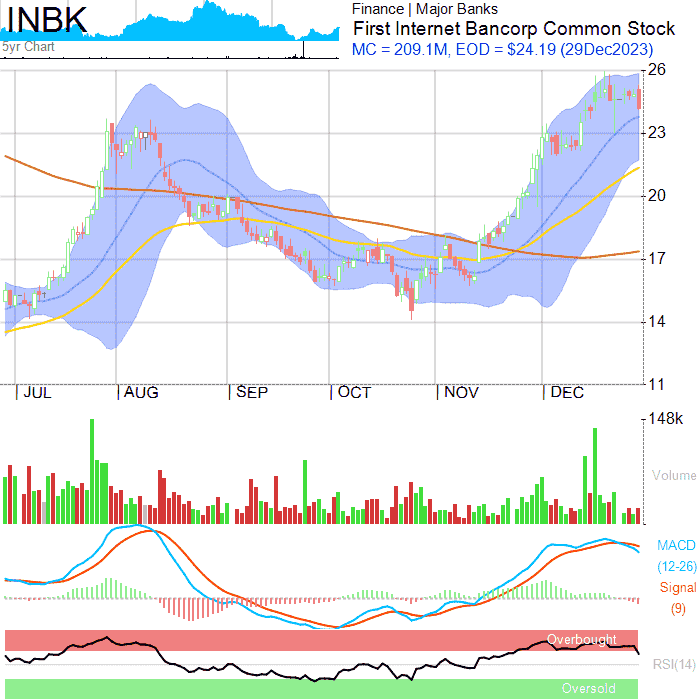 INBK
5yr Chart
Finance | Major Banks
First Internet Bancorp Common Stock
MC = 209.1M, EOD = $24.19 (29Dec2023)
26
23
20
17
14
11
| JUL | AUG | SEP | OCT | NOV | DEC
148k
Volume
MACD
(12-26)
Signal
(9)
Overbought
RSI(14)
Oversold